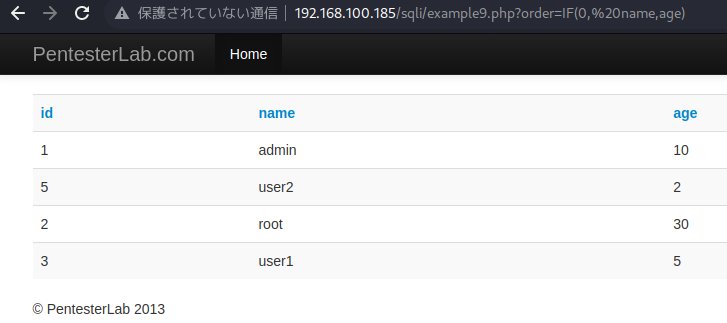 保護されていない通信 | 192.168.100.185/sqli/example9.php?order=IF(0,%20name,age)
PentesterLab.com Home
id name age
1 admin 10
5 user2 2
2 root 30
3 user1 5
© PentesterLab 2013